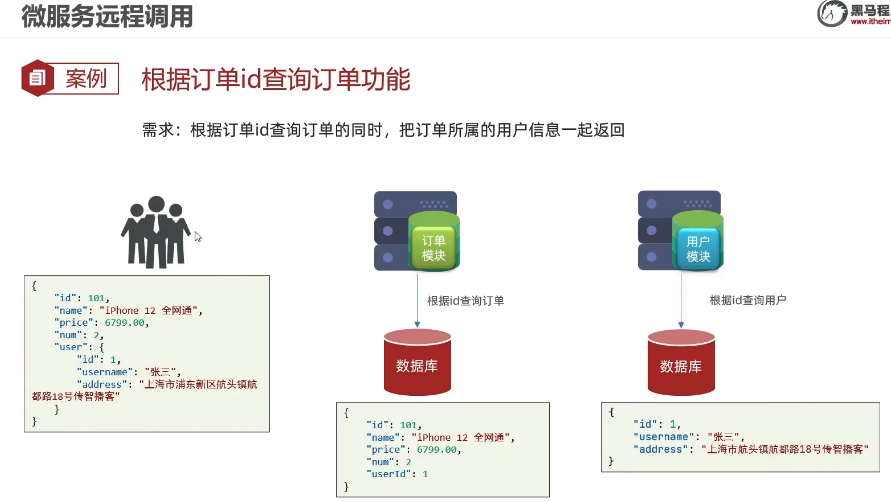 微服务远程调用
黑马程
www.itheim
案例
根据订单id查询订单功能
需求：根据订单id查询订单的同时，把订单所属的用户信息一起返回
订单
模块
用户
模块
根据id查询订单
根据id查询用户
数据库
数据库
{
"id": 101,
"name": "iPhone 12 全网通",
"price": 6799.00,
"num": 2,
"user": {
"id": 1,
"username": "张三",
"address": "上海市浦东新区航头镇航
都路18号传智播客"
}
}
{
"id": 101,
"name": "iPhone 12 全网通",
"price": 6799.00,
"num": 2
"userId": 1
}
{
"id": 1,
"username": "张三",
"address": "上海市航头镇航都路18号传智播客"
}